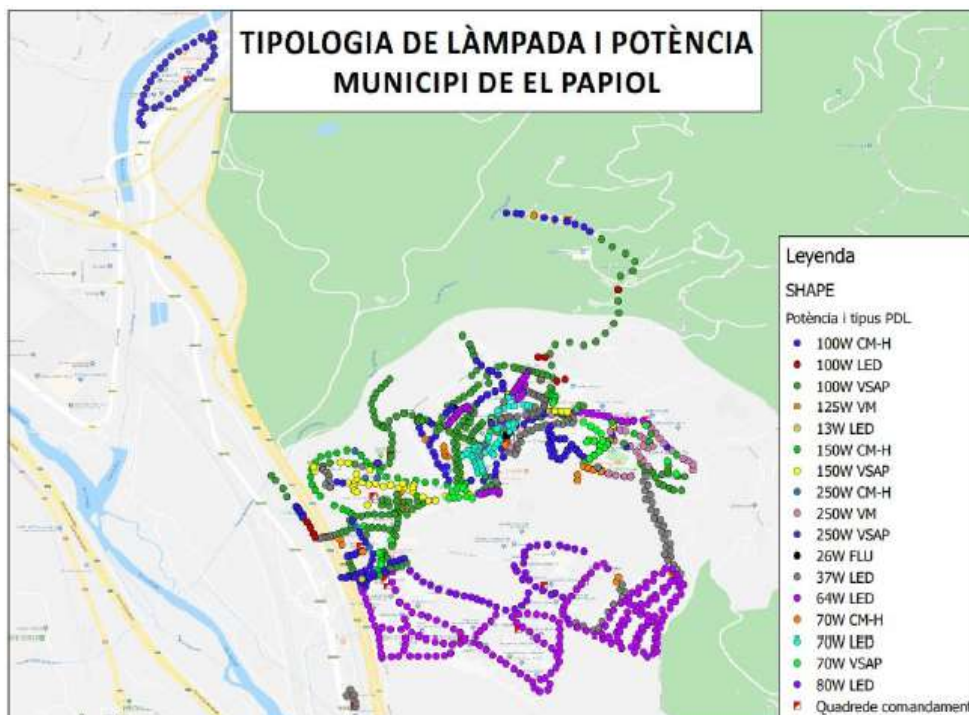 TIPOLOGIA DE LÀMPADA I POTÈNCIA
MUNICIPI DE EL PAPIOL
Leyenda
SHAPE
Potència i tipus PDL
100W CM-H
100W LED
100W VSAP
125W VM
13W LED
150W CM-H
150W VSAP
250W CM-H
250W VM
250W VSAP
26W FLU
37W LED
64W LED
70W CM-H
70W LED
70W VSAP
80W LED
Quadrede comandament